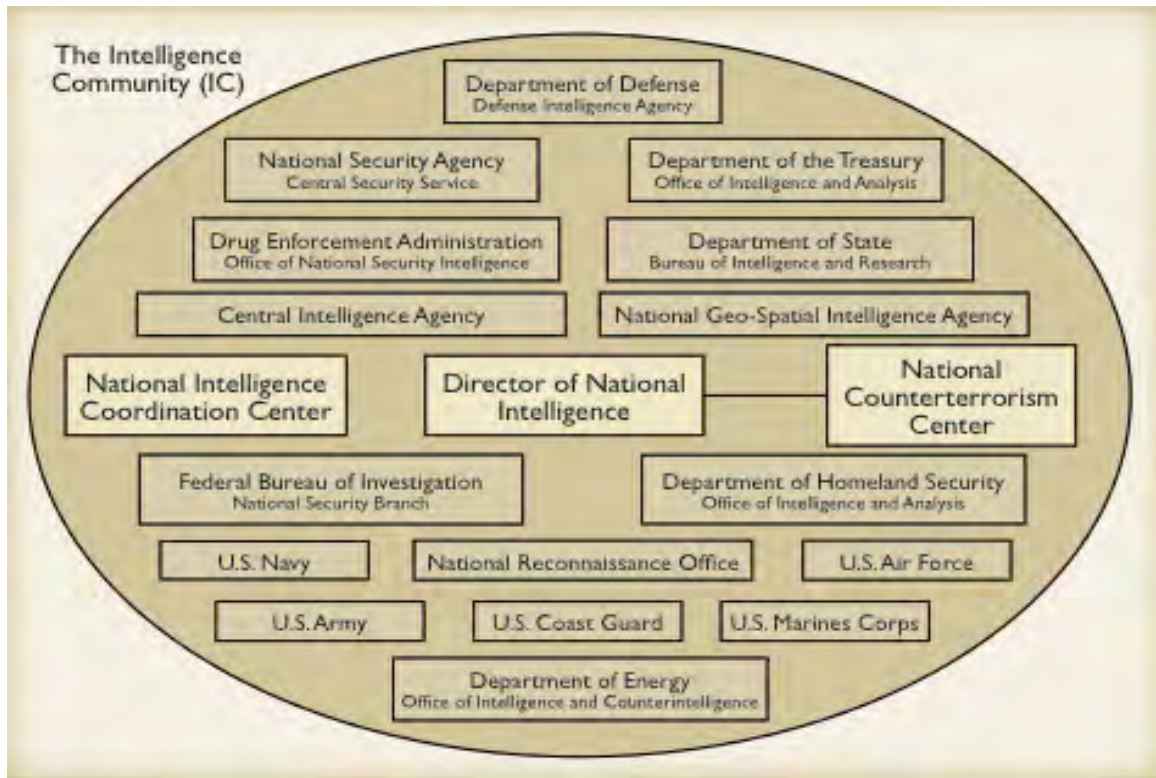 The Intelligence
Community (IC)
Department of Defense
Defense Intelligence Agency
National Security Agency
Central Security Service
Department of the Treasury
Office of Intelligence and Analysis
Drug Enforcement Administration
Office of National Security Intelligence
Department of State
Bureau of Intelligence and Research
Central Intelligence Agency
National Geo-Spatial Intelligence Agency
National Intelligence
Coordination Center
Director of National
Intelligence
National
Counterterrorism
Center
Federal Bureau of Investigation
National Security Branch
Department of Homeland Security
Office of Intelligence and Analysis
U.S. Navy
National Reconnaissance Office
U.S. Air Force
U.S. Army
U.S. Coast Guard
U.S. Marines Corps
Department of Energy
Office of Intelligence and Counterintelligence